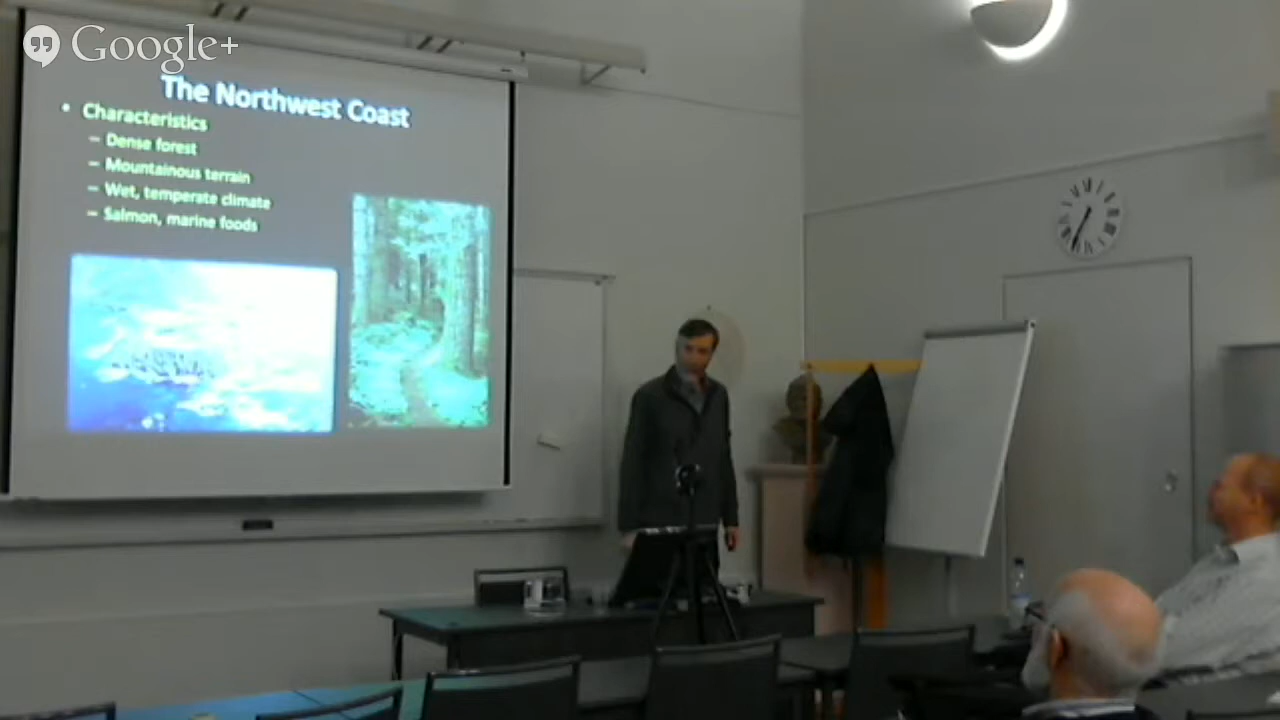 Google+
The Northwest Coast
• Characteristics
– Dense forest
– Mountainous terrain
– Wet, temperate climate
– Salmon, marine foods